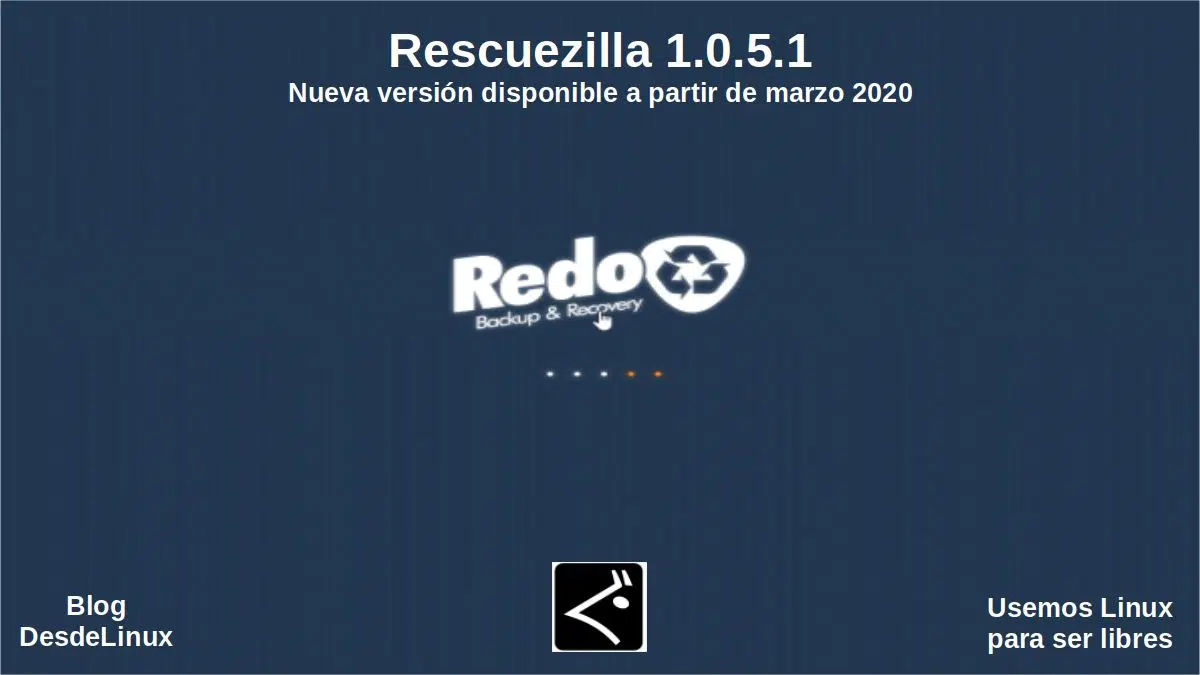 Rescuezilla 1.0.5.1
Nueva versión disponible a partir de marzo 2020
Redo
Backup & Recovery
Blog
DesdeLinux
Usemos Linux
para ser libres